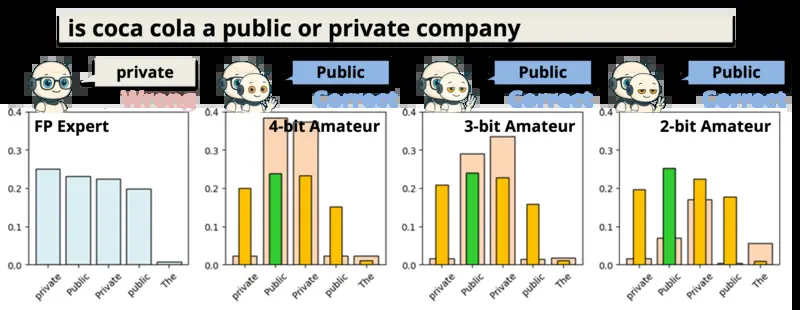 is coca cola a public or private company
private
Public
Public
Public
Wrong
Correct
Correct
Correct
FP Expert
4-bit Amateur
3-bit Amateur
2-bit Amateur
0.4
0.3
0.2
0.1
0.0
private
Public
Private
public
The
0.4
0.3
0.2
0.1
0.0
private
Public
Private
public
The
0.4
0.3
0.2
0.1
0.0
private
Public
Private
public
The
0.4
0.3
0.2
0.1
0.0
private
Public
Private
public
The